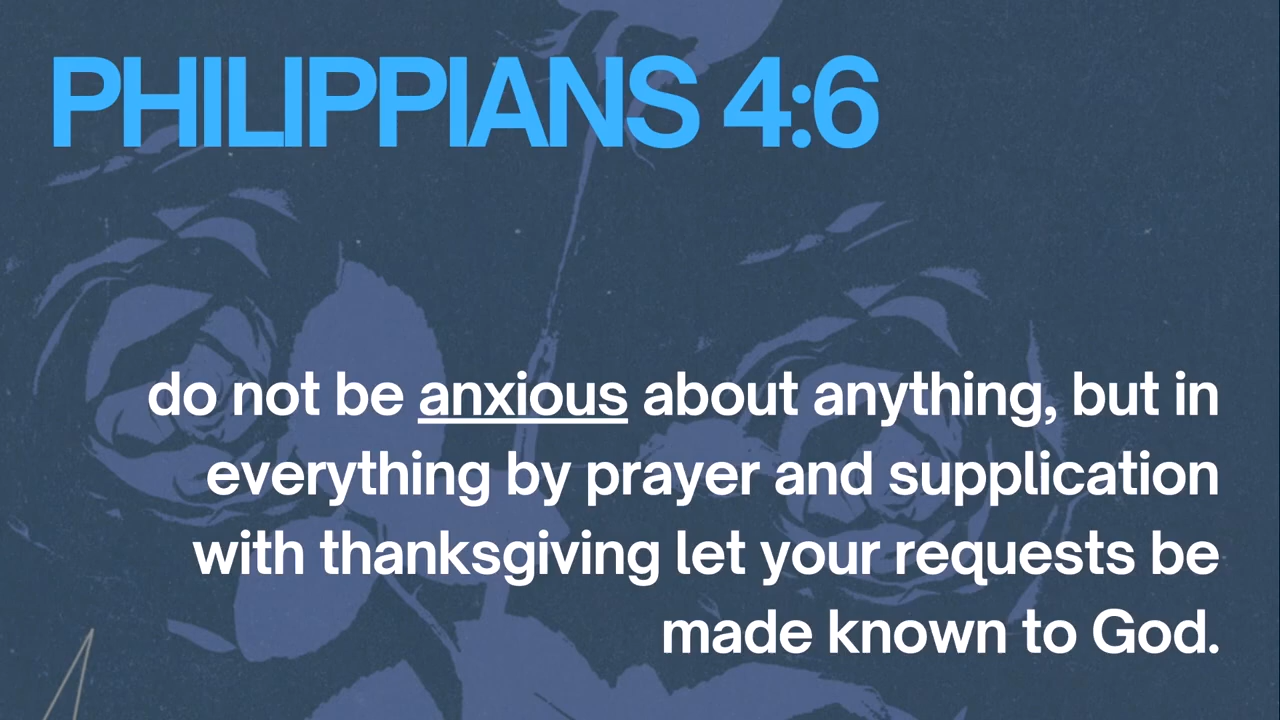 PHILIPPIANS 4:6
do not be anxious about anything, but in
everything by prayer and supplication
with thanksgiving let your requests be
made known to God.